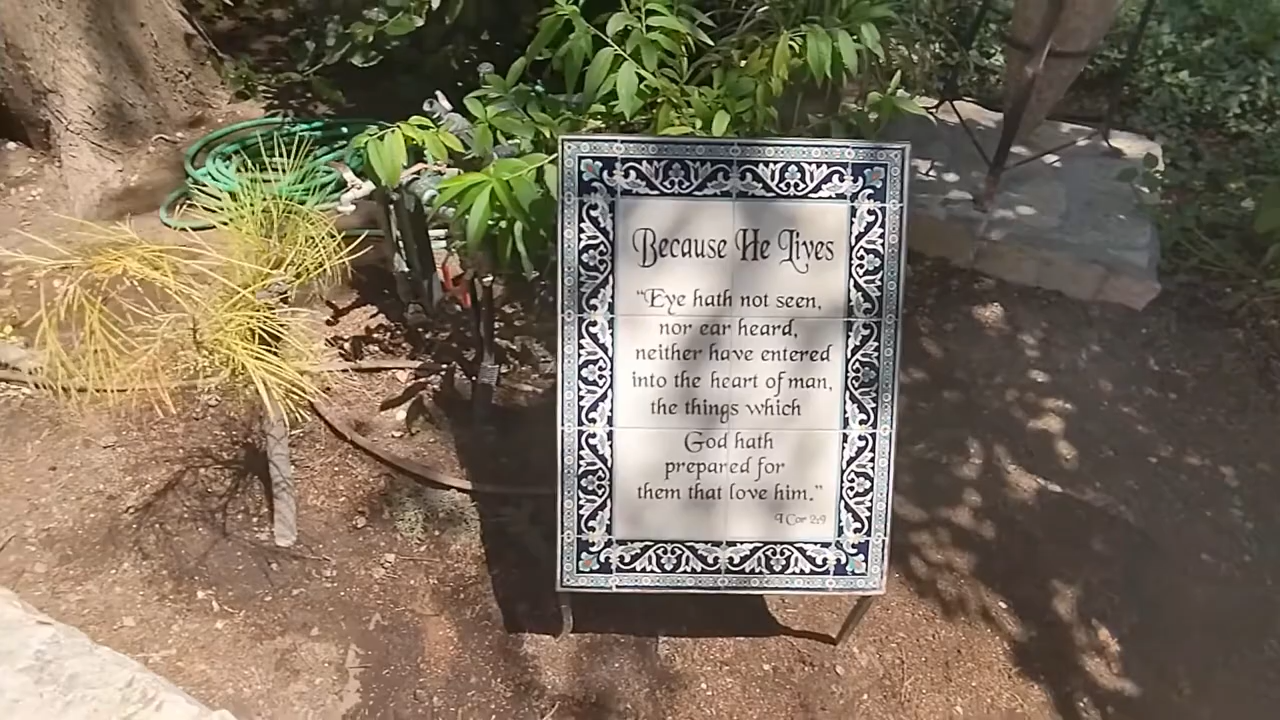 Because He Lives
“Eye hath not seen,
nor ear heard,
neither have entered
into the heart of man,
the things which
God hath
prepared for
them that love him.”
1 Cor 2:9